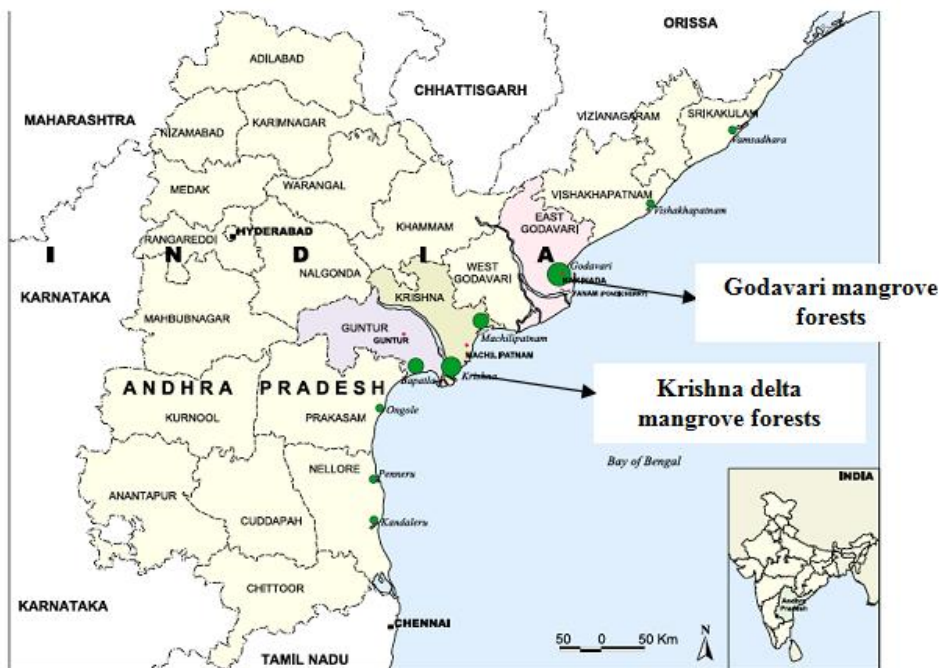 ORISSA
ADILABAD
CHHATTISGARH
MAHARASHTRA
NIZAMABAD
KARIMNAGAR
VIZIANAGARAM
SRIKAKULAM
Vamsadhara
MEDAK
WARANGAL
VISHAKHAPATNAM
Vishakhapatnam
RANGAREDDI
HYDERABAD
KHAMMAM
EAST
GODAVARI
I N D I A
NALGONDA
WEST
GODAVARI
Godavari
KARNATAKA
KRISHNA
Godavari mangrove
forests
MAHBUBNAGAR
GUNTUR
GUNTUR
Machilipatnam
MACHILIPATNAM
Bapatla
Krishna
ANDHRA PRADESH
Krishna delta
mangrove forests
KURNOOL
PRAKASAM
Ongole
Bay of Bengal
NELLORE
Penneru
INDIA
ANANTAPUR
CUDDAPAH
Kandaleru
CHITTOOR
Andhra
Pradesh
KARNATAKA
CHENNAI
50 0 50 Km
N
TAMIL NADU